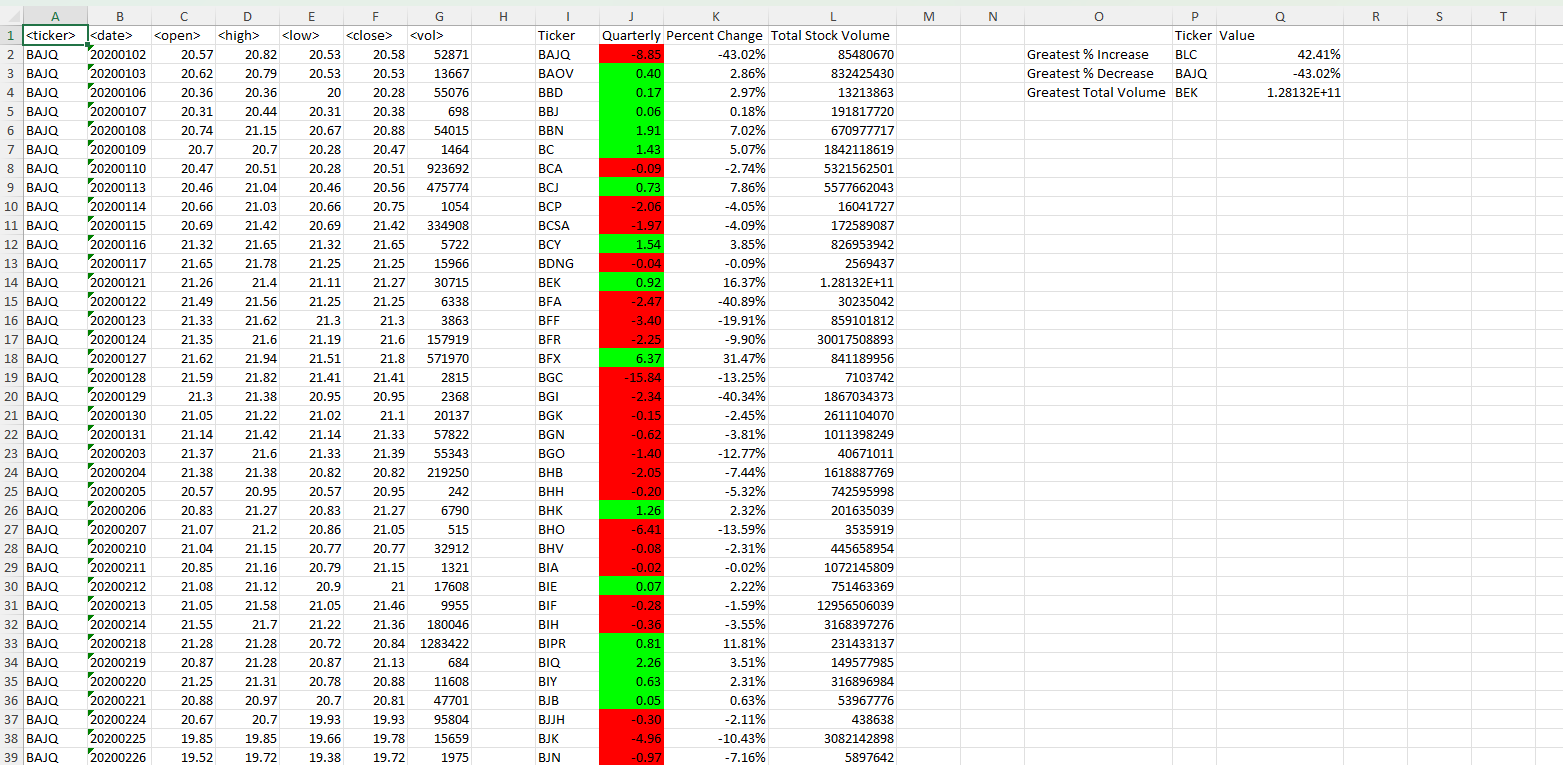 A B C D E F G H I J K L M N O P Q R S T
1 <ticker> <date> <open> <high> <low> <close> <vol> Ticker Quarterly Percent Change Total Stock Volume Ticker Value
2 BAJQ 20200102 20.57 20.82 20.53 20.58 52871 BAJQ -8.85 -43.02% 85480670 Greatest % Increase BLC 42.41%
3 BAJQ 20200103 20.62 20.79 20.53 20.53 13667 BAOV 0.40 2.86% 832425430 Greatest % Decrease BAJQ -43.02%
4 BAJQ 20200106 20.36 20.36 20 20.28 55076 BBD 0.17 2.97% 13213863 Greatest Total Volume BEK 1.28132E+11
5 BAJQ 20200107 20.31 20.44 20.31 20.38 698 BBJ 0.06 0.18% 191817720
6 BAJQ 20200108 20.74 21.15 20.67 20.88 54015 BBN 1.91 7.02% 670977717
7 BAJQ 20200109 20.7 20.7 20.28 20.47 1464 BC 1.43 5.07% 1842118619
8 BAJQ 20200110 20.47 20.51 20.28 20.51 923692 BCA -0.09 -2.74% 5321562501
9 BAJQ 20200113 20.46 21.04 20.46 20.56 475774 BCJ 0.73 7.86% 5577662043
10 BAJQ 20200114 20.66 21.03 20.66 20.75 1054 BCP -2.06 -4.05% 16041727
11 BAJQ 20200115 20.69 21.42 20.69 21.42 334908 BCSA -1.97 -4.09% 172589087
12 BAJQ 20200116 21.32 21.65 21.32 21.65 5722 BCY 1.54 3.85% 826953942
13 BAJQ 20200117 21.65 21.78 21.25 21.25 15966 BDNG -0.04 -0.09% 2569437
14 BAJQ 20200121 21.26 21.4 21.11 21.27 30715 BEK 0.92 16.37% 1.28132E+11
15 BAJQ 20200122 21.49 21.56 21.25 21.25 6338 BFA -2.47 -40.89% 30235042
16 BAJQ 20200123 21.33 21.62 21.3 21.3 3863 BFF -3.40 -19.91% 859101812
17 BAJQ 20200124 21.35 21.6 21.19 21.6 157919 BFR -2.25 -9.90% 30017508893
18 BAJQ 20200127 21.62 21.94 21.51 21.8 571970 BFX 6.37 31.47% 841189956
19 BAJQ 20200128 21.59 21.82 21.41 21.41 2815 BGC -15.84 -13.25% 7103742
20 BAJQ 20200129 21.3 21.38 20.95 20.95 2368 BGI -2.34 -40.34% 1867034373
21 BAJQ 20200130 21.05 21.22 21.02 21.1 20137 BGK -0.15 -2.45% 2611104070
22 BAJQ 20200131 21.14 21.42 21.14 21.33 57822 BGN -0.62 -3.81% 1011398249
23 BAJQ 20200203 21.37 21.6 21.33 21.39 55343 BGO -1.40 -12.77% 40671011
24 BAJQ 20200204 21.38 21.38 20.82 20.82 219250 BHB -2.05 -7.44% 1618887769
25 BAJQ 20200205 20.57 20.95 20.57 20.95 242 BHH -0.20 -5.32% 742595998
26 BAJQ 20200206 20.83 21.27 20.83 21.27 6790 BHK 1.26 2.32% 201635039
27 BAJQ 20200207 21.07 21.2 20.86 21.05 515 BHO -6.41 -13.59% 3535919
28 BAJQ 20200210 21.04 21.15 20.77 20.77 32912 BHV -0.08 -2.31% 445658954
29 BAJQ 20200211 20.85 21.16 20.79 21.15 1321 BIA -0.02 -0.02% 1072145809
30 BAJQ 20200212 21.08 21.12 20.9 21 17608 BIE 0.07 2.22% 751463369
31 BAJQ 20200213 21.05 21.58 21.05 21.46 9955 BIF -0.28 -1.59% 12956506039
32 BAJQ 20200214 21.55 21.7 21.22 21.36 180046 BIH -0.36 -3.55% 3168397276
33 BAJQ 20200218 21.28 21.28 20.72 20.84 1283422 BIPR 0.81 11.81% 231433137
34 BAJQ 20200219 20.87 21.28 20.87 21.13 684 BIQ 2.26 3.51% 149577985
35 BAJQ 20200220 21.25 21.31 20.78 20.88 11608 BIY 0.63 2.31% 316896984
36 BAJQ 20200221 20.88 20.97 20.7 20.81 47701 BJB 0.05 0.63% 53967776
37 BAJQ 20200224 20.67 20.7 19.93 19.93 95804 BJJH -0.30 -2.11% 438638
38 BAJQ 20200225 19.85 19.85 19.66 19.78 15659 BJK -4.96 -10.43% 3082142898
39 BAJQ 20200226 19.52 19.72 19.38 19.72 1975 BJN -0.97 -7.16% 5897642